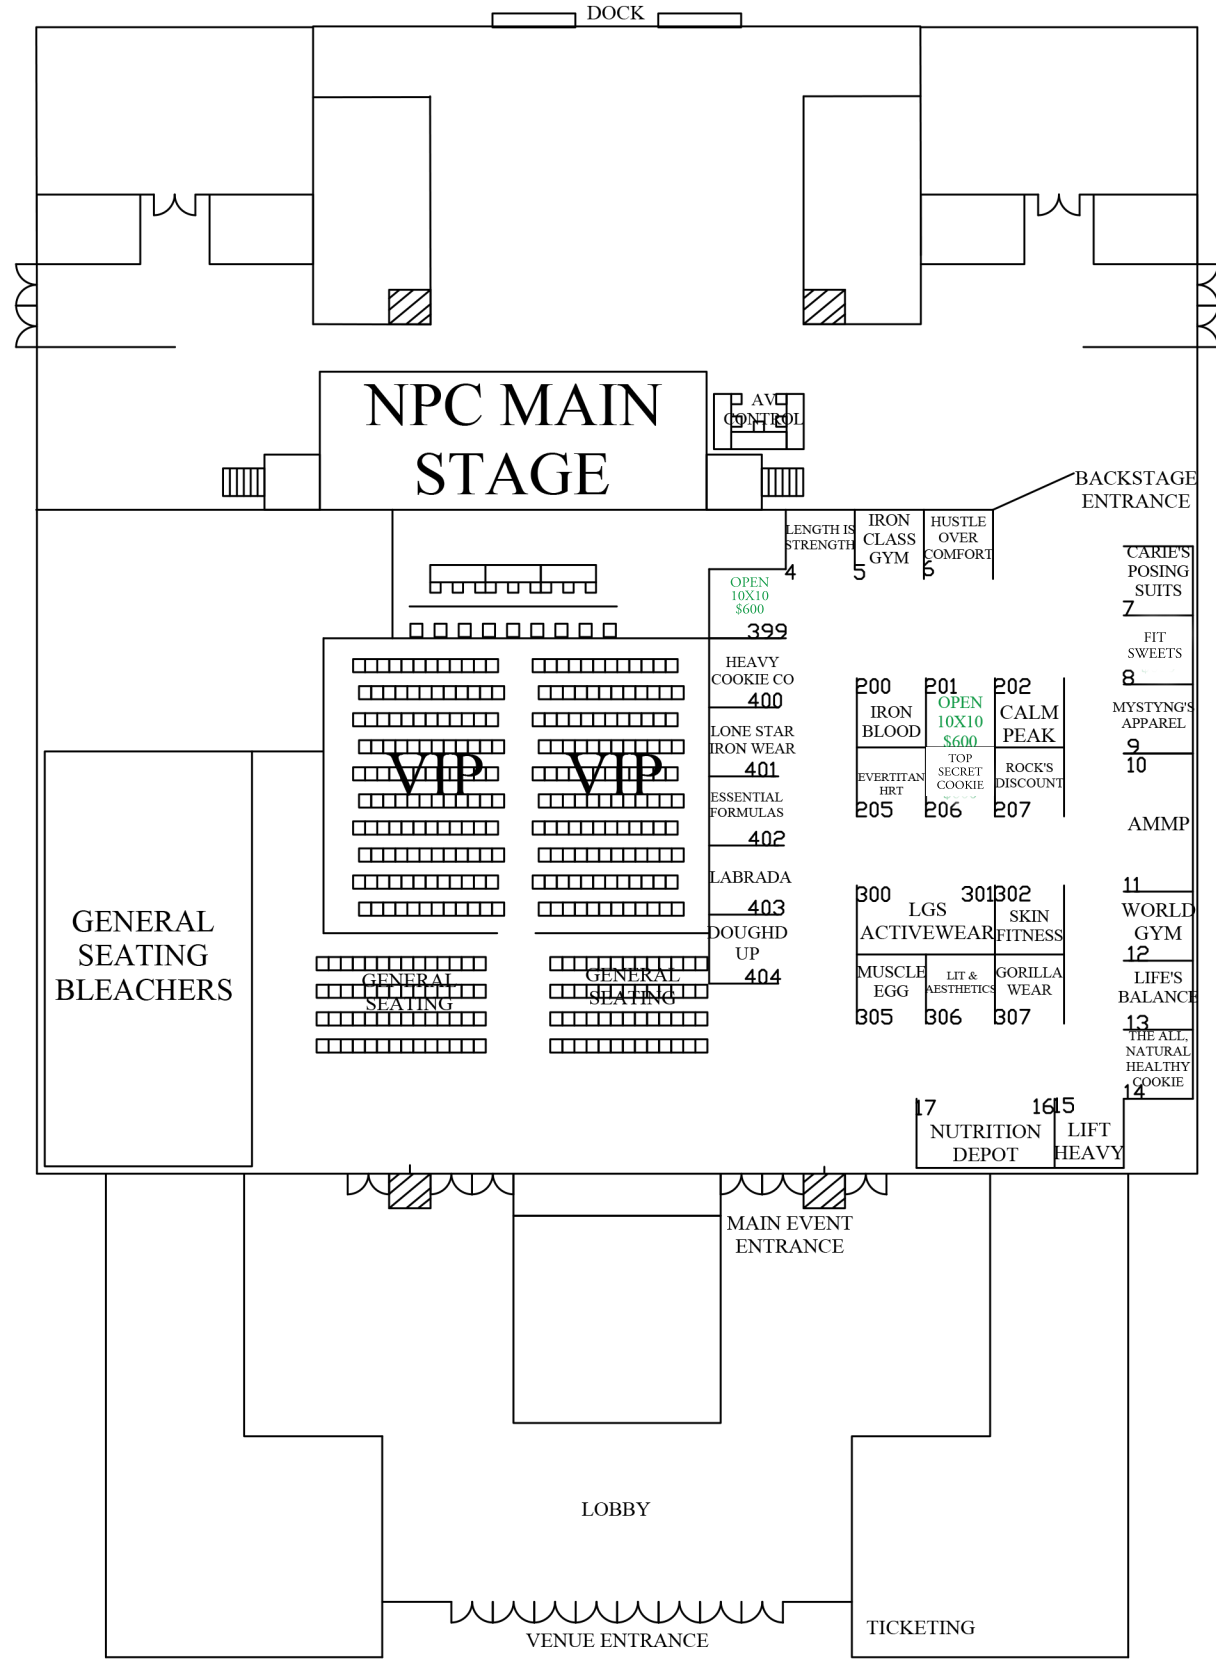 DOCK
NPC MAIN
STAGE
AV
CONTROL
BACKSTAGE
ENTRANCE
LENGTH IS
STRENGTH
4
IRON
CLASS
GYM
5
HUSTLE
OVER
COMFORT
6
CARIE'S
POSING
SUITS
7
FIT
SWEETS
8
MYSTYNG'S
APPAREL
9
10
AMMP
11
WORLD
GYM
12
LIFE'S
BALANCE
13
THE ALL,
NATURAL
HEALTHY
COOKIE
14
OPEN
10X10
$600
399
HEAVY
COOKIE CO
400
LONE STAR
IRON WEAR
401
ESSENTIAL
FORMULAS
402
LABRADA
403
DOUGHD
UP
404
200
IRON
BLOOD
201
OPEN
10X10
$600
202
CALM
PEAK
EVERTITAN
HRT
205
TOP
SECRET
COOKIE
206
ROCK'S
DISCOUNT
207
300
301
LGS
ACTIVEWEAR
302
SKIN
FITNESS
MUSCLE
EGG
305
LIT &
AESTHETICS
306
GORILLA
WEAR
307
17
16
NUTRITION
DEPOT
15
LIFT
HEAVY
VIP
VIP
GENERAL
SEATING
BLEACHERS
GENERAL
SEATING
GENERAL
SEATING
MAIN EVENT
ENTRANCE
LOBBY
VENUE ENTRANCE
TICKETING